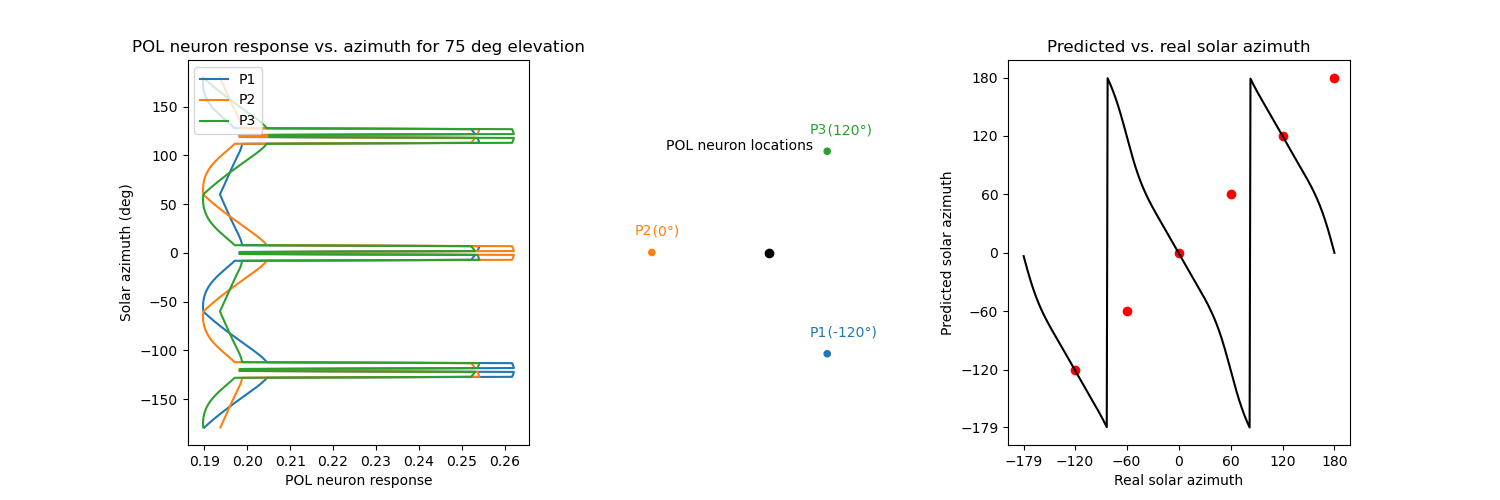 POL neuron response vs. azimuth for 75 deg elevation
P1
P2
P3
150
100
50
0
−50
−100
−150
Solar azimuth (deg)
0.19 0.20 0.21 0.22 0.23 0.24 0.25 0.26
POL neuron response
P3(120°)
POL neuron locations
P2(0°)
P1(-120°)
Predicted vs. real solar azimuth
180
120
60
0
−60
−120
−179
Predicted solar azimuth
−179 −120 −60 0 60 120 180
Real solar azimuth